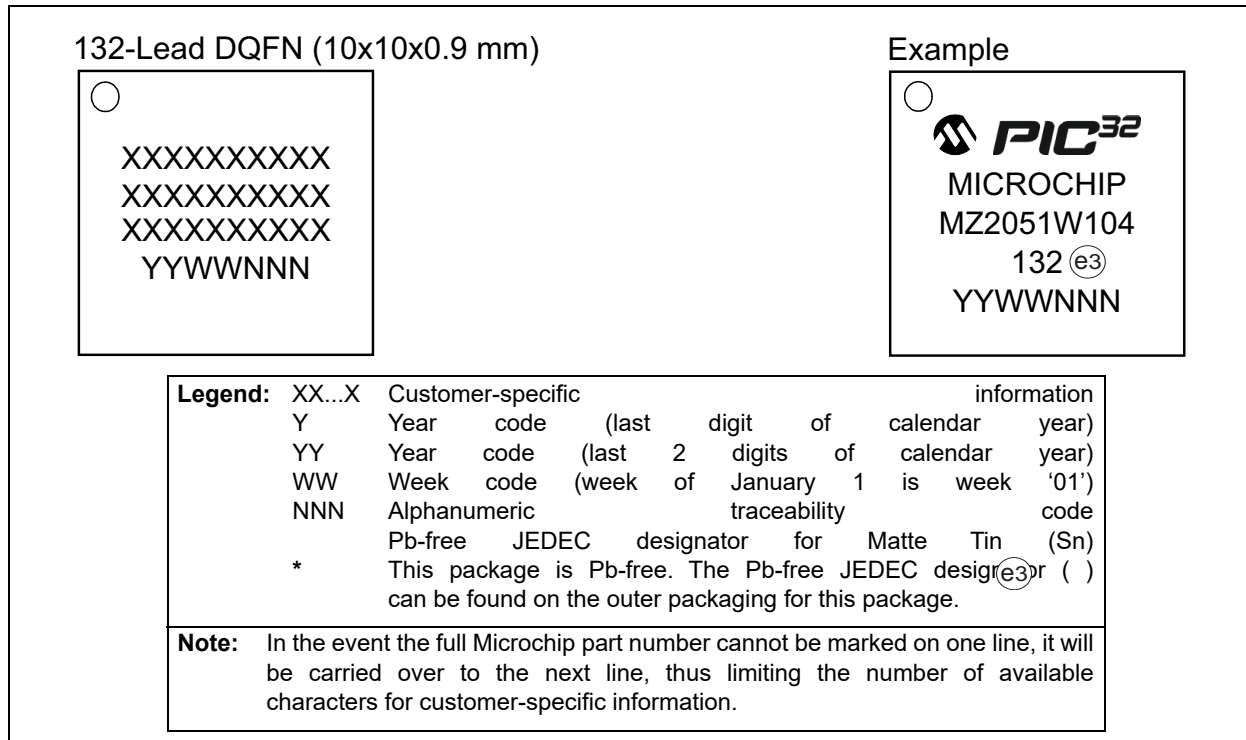 132-Lead DQFN (10x10x0.9 mm)
XXXXXXXXXX
XXXXXXXXXX
XXXXXXXXXX
YYWWNNN
Example
PIC32
MICROCHIP
MZ2051W104
132 e3
YYWWNNN
Legend: XX...X Customer-specific information
Y Year code (last digit of calendar year)
YY Year code (last 2 digits of calendar year)
WW Week code (week of January 1 is week ‘01’)
NNN Alphanumeric traceability code
Pb-free JEDEC designator for Matte Tin (Sn)
* This package is Pb-free. The Pb-free JEDEC e3 ( )
can be found on the outer packaging for this package.
Note: In the event the full Microchip part number cannot be marked on one line, it will
be carried over to the next line, thus limiting the number of available
characters for customer-specific information.